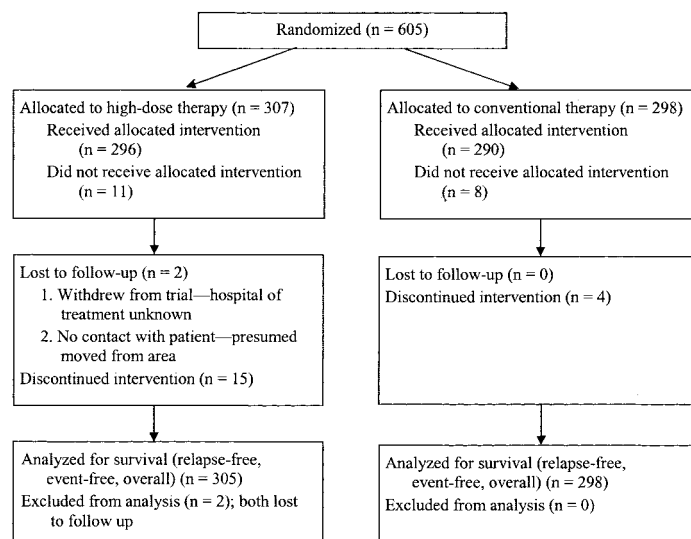 Randomized (n = 605)
Allocated to high-dose therapy (n = 307)
Received allocated intervention
(n = 296)
Did not receive allocated intervention
(n = 11)
Allocated to conventional therapy (n = 298)
Received allocated intervention
(n = 290)
Did not receive allocated intervention
(n = 8)
Lost to follow-up (n = 2)
1. Withdrew from trial—hospital of
treatment unknown
2. No contact with patient—presumed
moved from area
Discontinued intervention (n = 15)
Lost to follow-up (n = 0)
Discontinued intervention (n = 4)
Analyzed for survival (relapse-free,
event-free, overall) (n = 305)
Excluded from analysis (n = 2); both lost
to follow up
Analyzed for survival (relapse-free,
event-free, overall) (n = 298)
Excluded from analysis (n = 0)